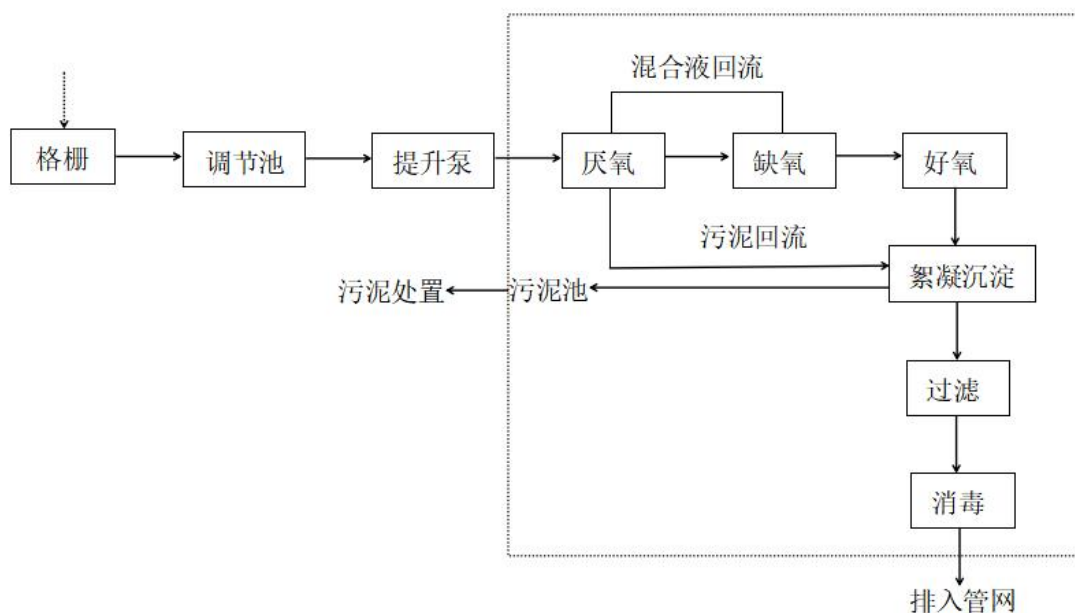 混合液回流
格栅
调节池
提升泵
厌氧
缺氧
好氧
污泥回流
絮凝沉淀
污泥处置
污泥池
过滤
消毒
排入管网